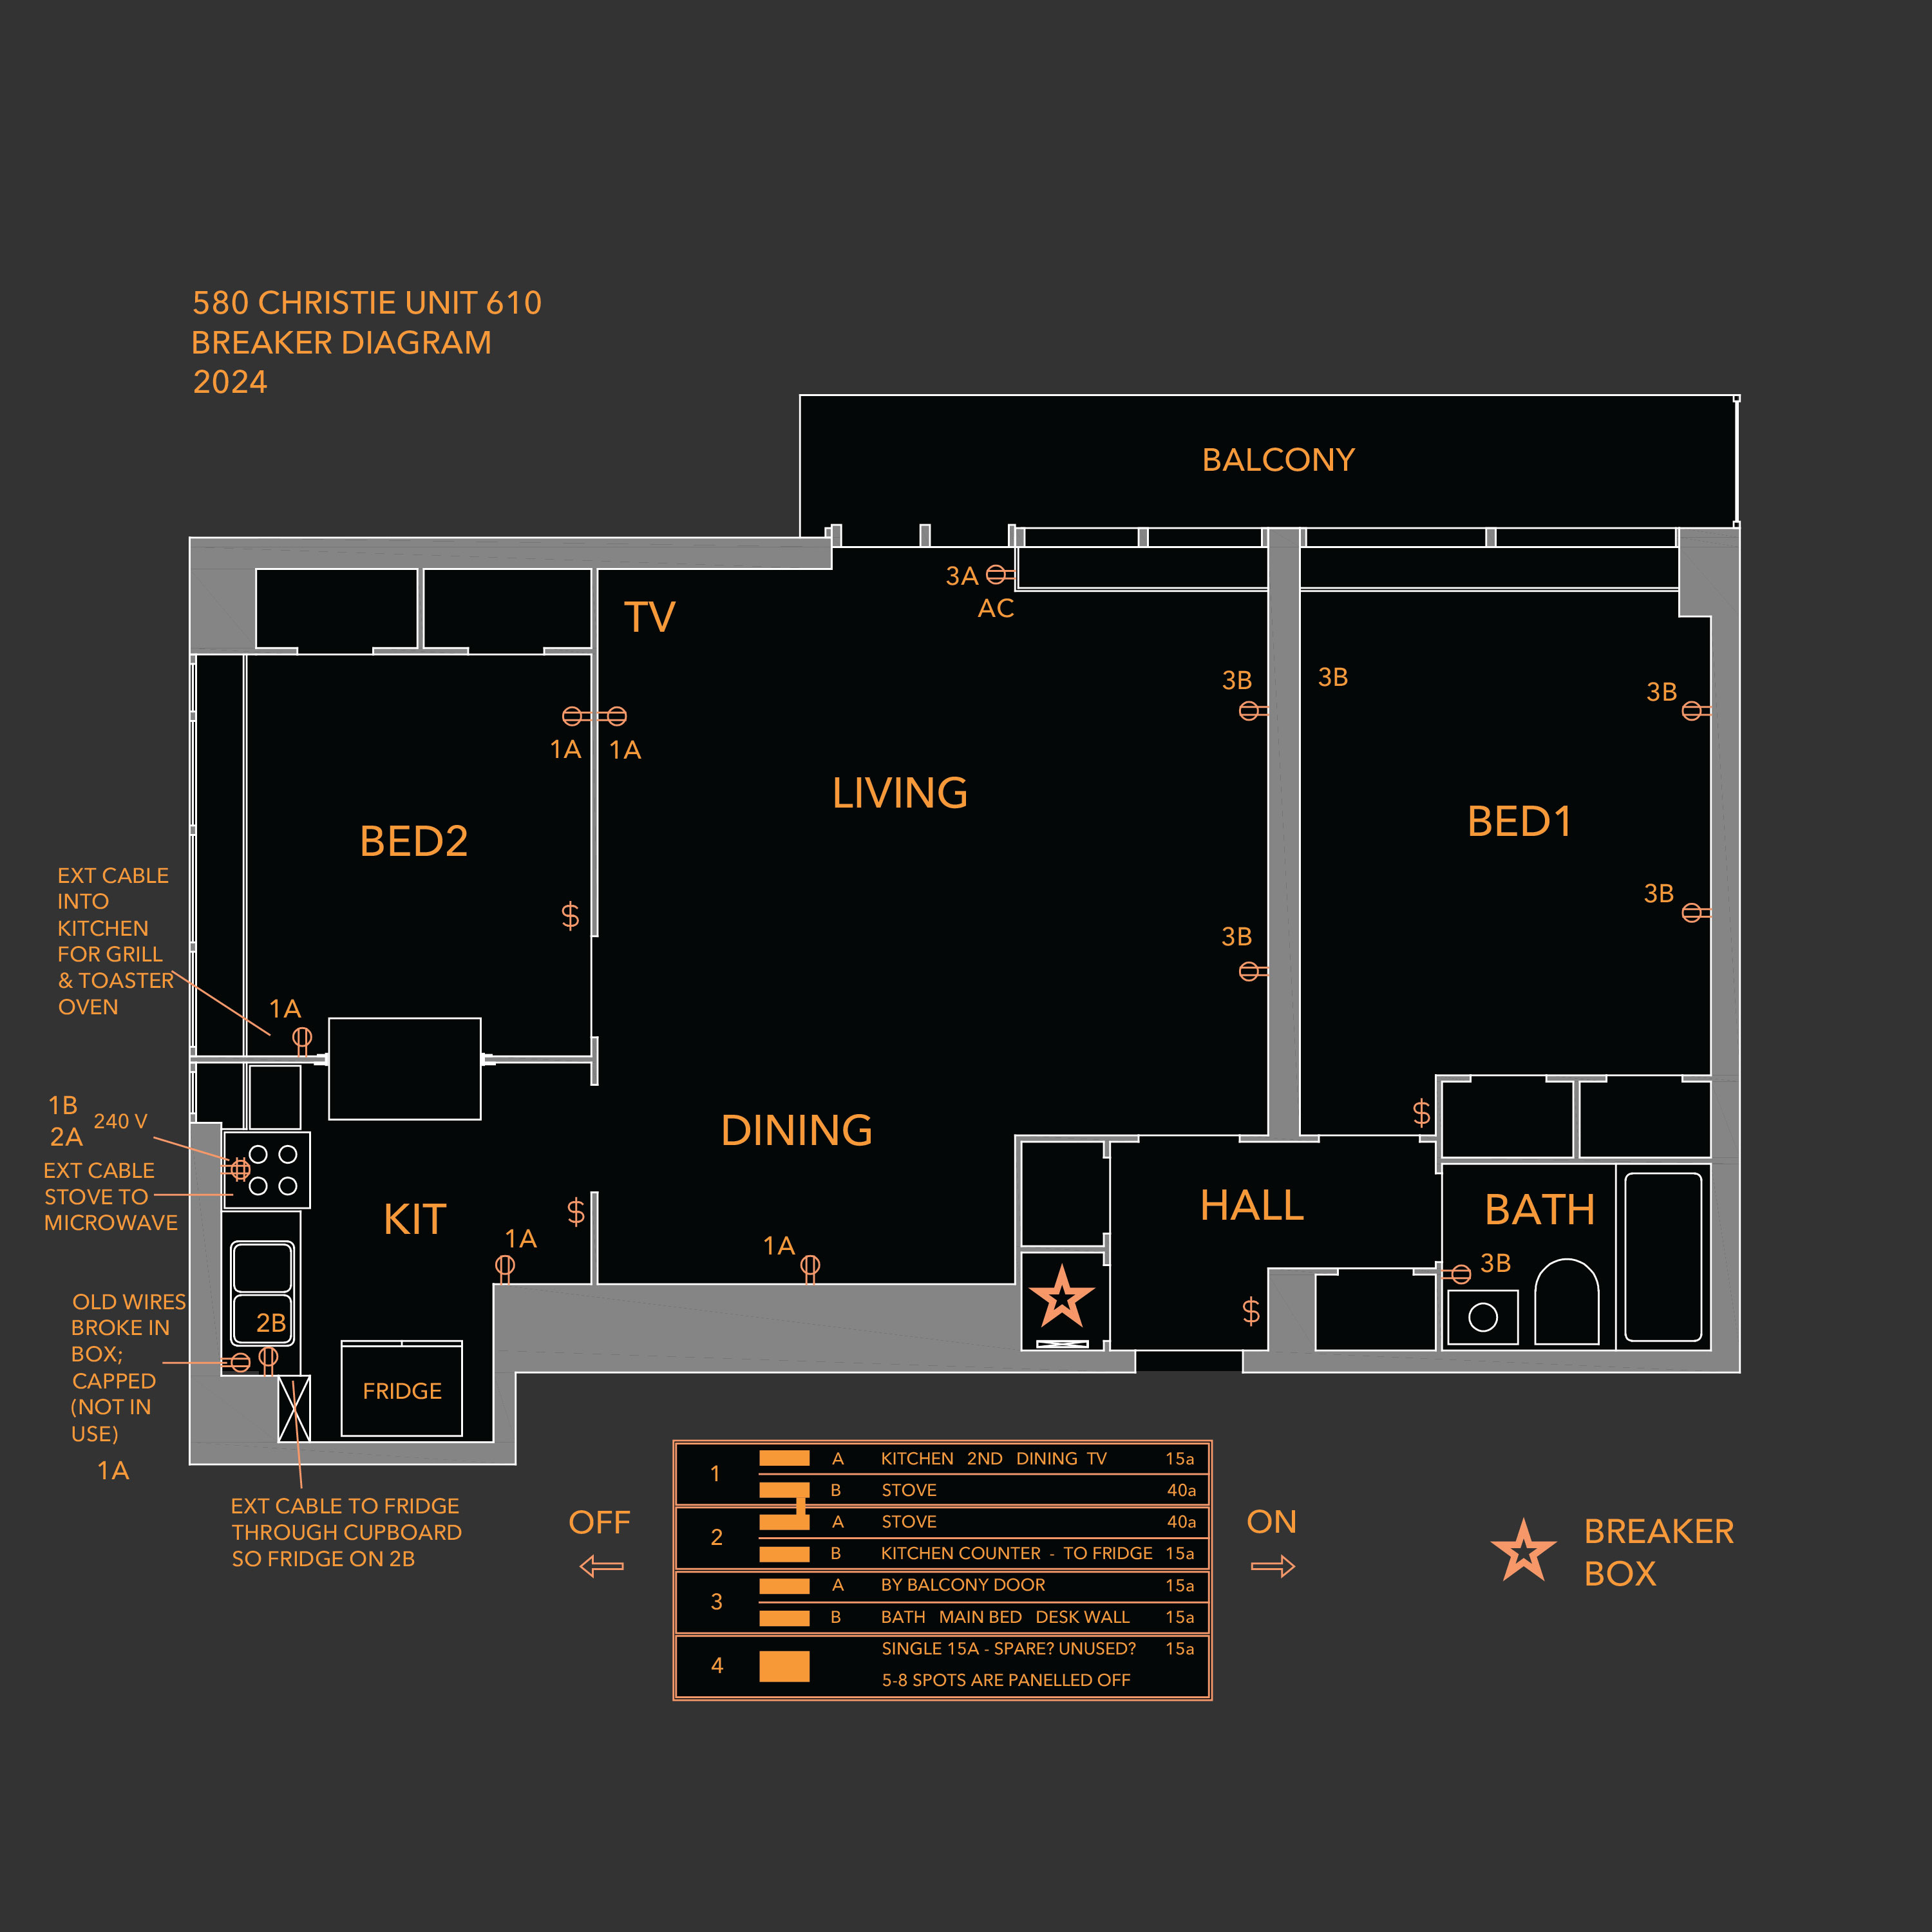 580 CHRISTIE UNIT 610
BREAKER DIAGRAM
2024
BALCONY
3A
AC
TV
3B
3B
3B
1A
1A
LIVING
BED2
BED1
EXT CABLE
INTO
KITCHEN
FOR GRILL
& TOASTER
OVEN
$
3B
3B
1A
1B
2A
240 V
EXT CABLE
STOVE TO
MICROWAVE
DINING
$
KIT
$
HALL
BATH
1A
1A
3B
$
OLD WIRES
BROKE IN
BOX;
CAPPED
(NOT IN
USE)
1A
2B
FRIDGE
EXT CABLE TO FRIDGE
THROUGH CUPBOARD
SO FRIDGE ON 2B
OFF
1
A KITCHEN 2ND DINING TV 15a
B STOVE 40a
2
A STOVE 40a
B KITCHEN COUNTER - TO FRIDGE 15a
3
A BY BALCONY DOOR 15a
B BATH MAIN BED DESK WALL 15a
4
SINGLE 15A - SPARE? UNUSED? 15a
5-8 SPOTS ARE PANELLED OFF
ON
BREAKER
BOX